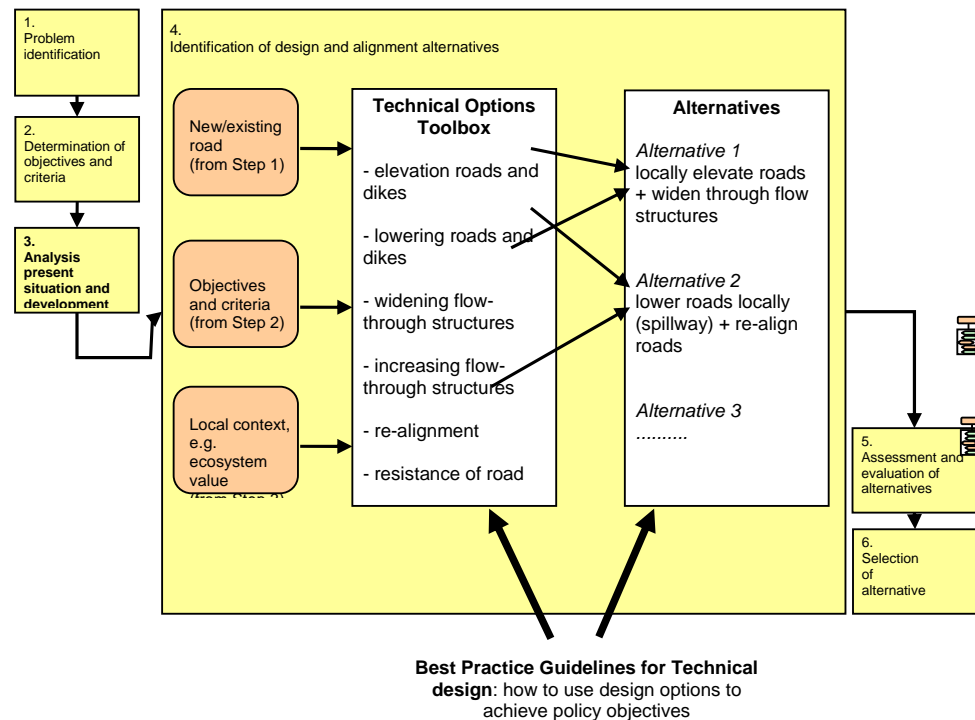 1.
Problem
identification
2.
Determination of
objectives and
criteria
3.
Analysis
present
situation and
development
4.
Identification of design and alignment alternatives
New/existing
road
(from Step 1)
Objectives
and criteria
(from Step 2)
Local context,
e.g.
ecosystem
value
Technical Options
Toolbox
- elevation roads and
dikes
- lowering roads and
dikes
- widening flow-
through structures
- increasing flow-
through structures
- re-alignment
- resistance of road
Alternatives
Alternative 1
locally elevate roads
+ widen through flow
structures
Alternative 2
lower roads locally
(spillway) + re-align
roads
Alternative 3
..........
5.
Assessment and
evaluation of
alternatives
6.
Selection
of
alternative
Best Practice Guidelines for Technical
design: how to use design options to
achieve policy objectives